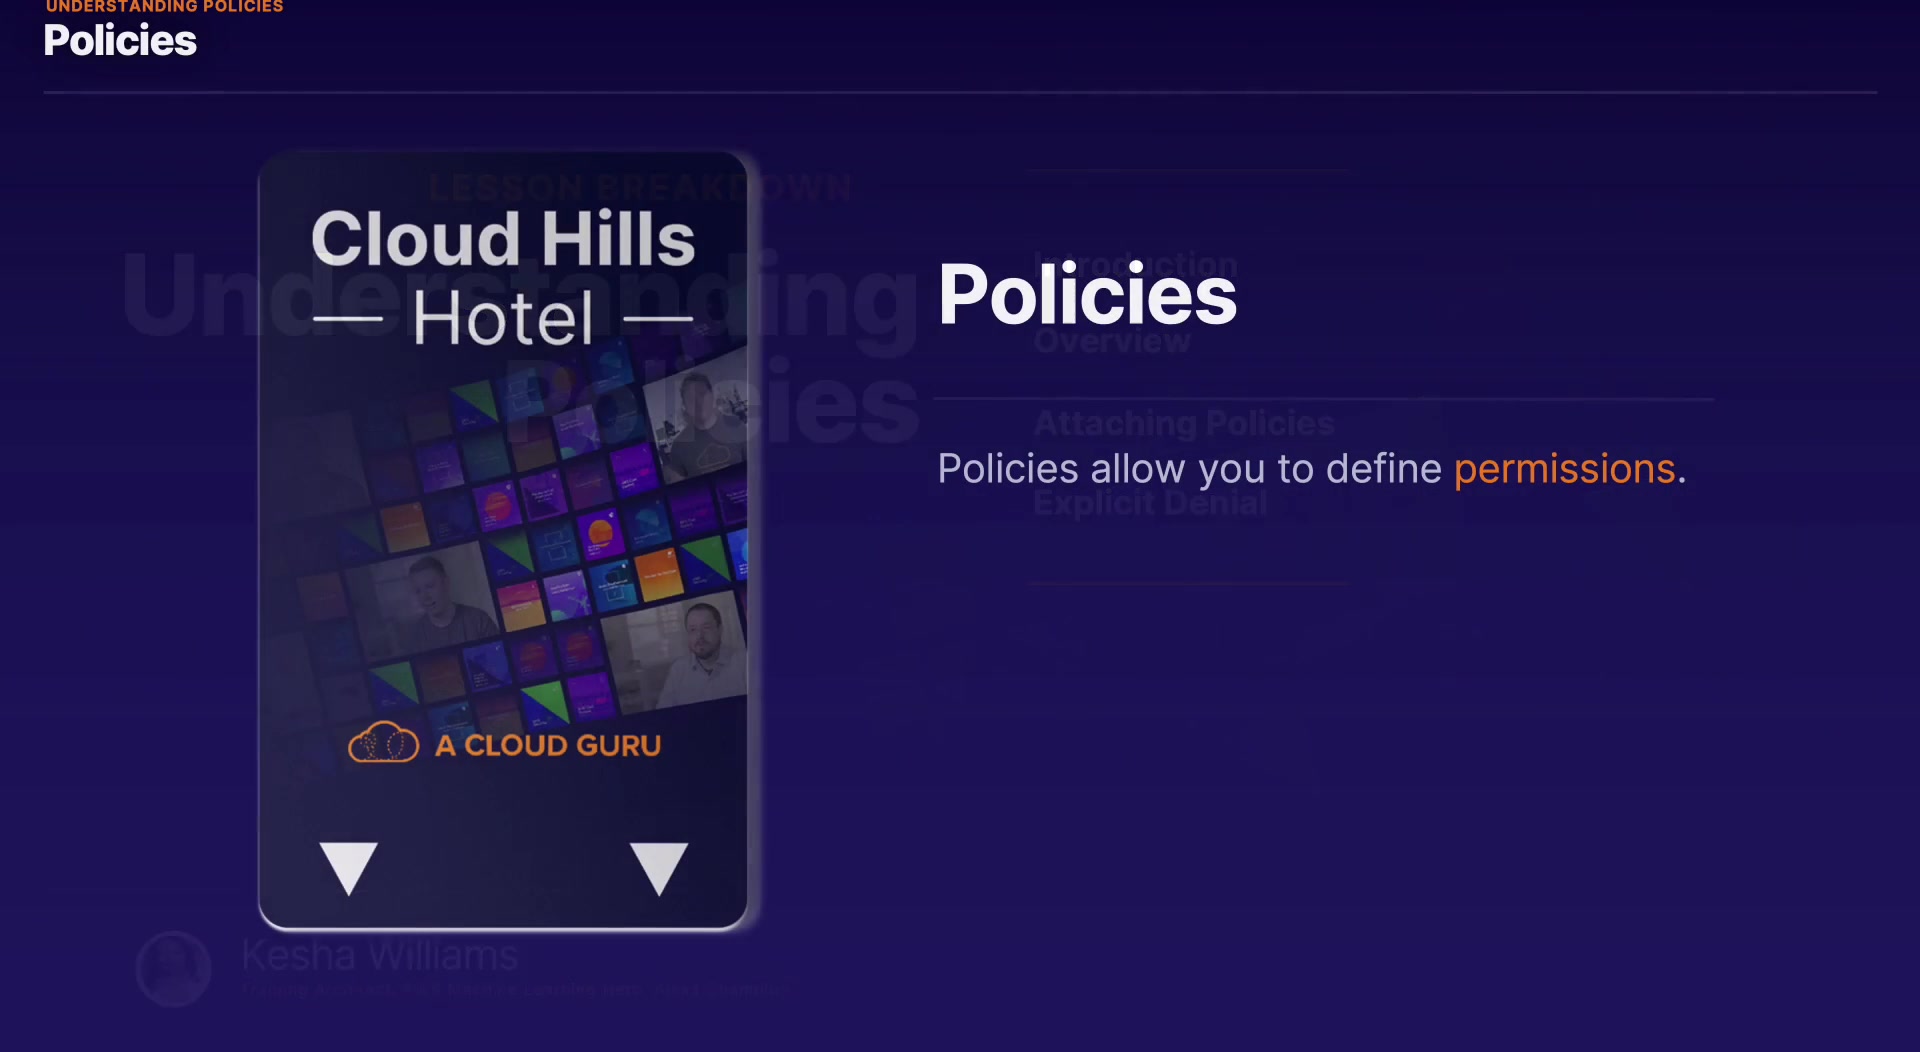 UNDERSTANDING POLICIES
Policies
LESSON BREAKDOWN
Understanding
Policies
Cloud Hills
Hotel
A CLOUD GURU
Introduction
Policies
Overview
Attaching Policies
Policies allow you to define permissions.
Explicit Denial
Kesha Williams